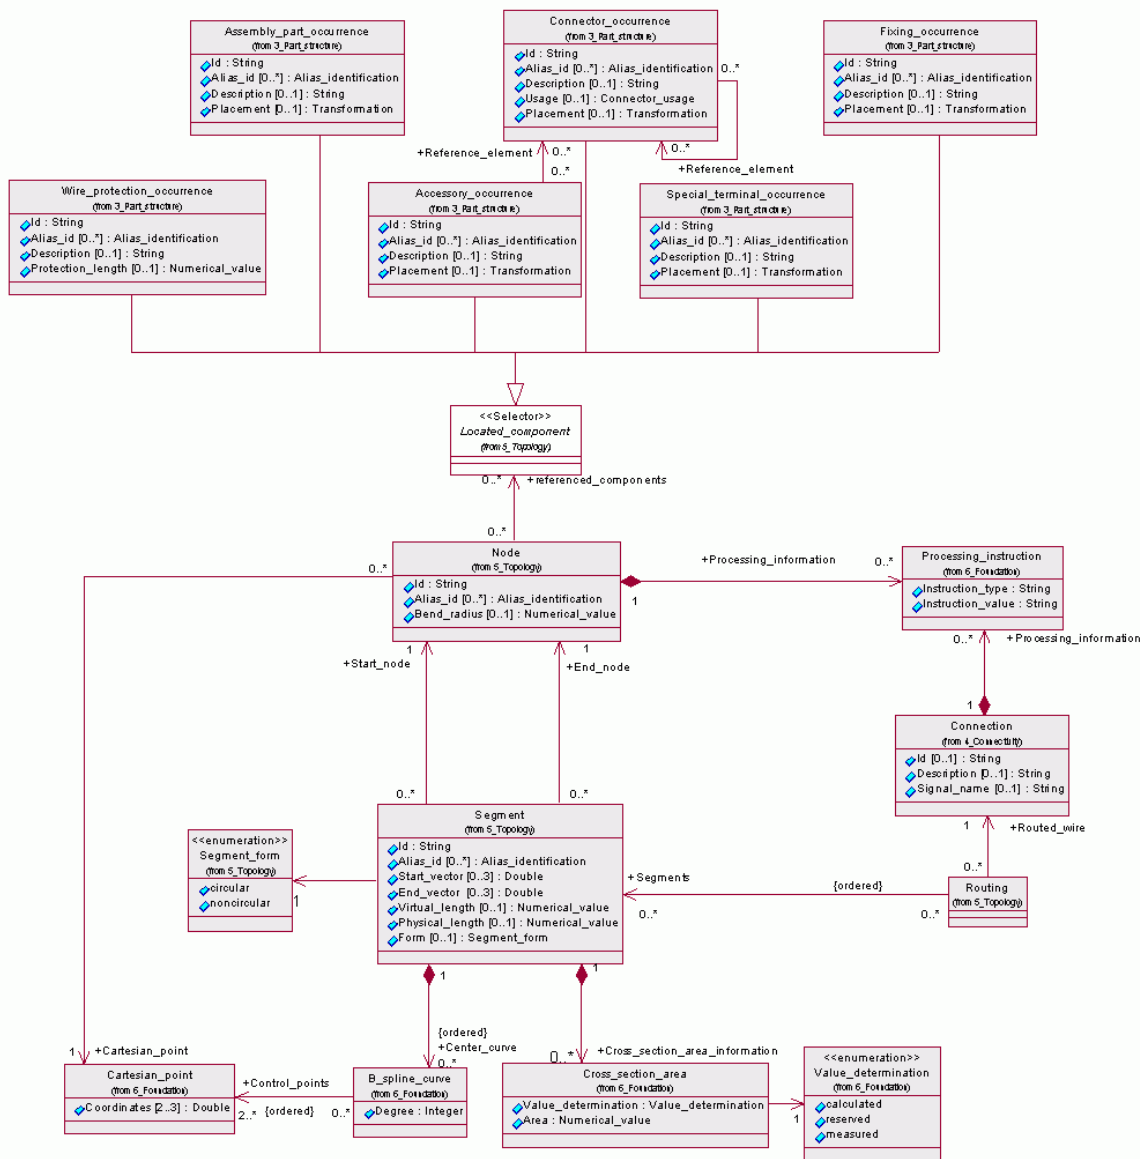 Assembly_part_occurrence
(from 3_Part_structure)
Id : String
Alias_id [0..*] : Alias_identification
Description [0..1] : String
Placement [0..1] : Transformation
Connector_occurrence
(from 3_Part_structure)
Id : String
Alias_id [0..*] : Alias_identification
Description [0..1] : String
Usage [0..1] : Connector_usage
Placement [0..1] : Transformation
0..*
0..*
+Reference_element
Fixing_occurrence
(from 3_Part_structure)
Id : String
Alias_id [0..*] : Alias_identification
Description [0..1] : String
Placement [0..1] : Transformation
+Reference_element
0..*
0..*
Wire_protection_occurrence
(from 3_Part_structure)
Id : String
Alias_id [0..*] : Alias_identification
Description [0..1] : String
Protection_length [0..1] : Numerical_value
Accessory_occurrence
(from 3_Part_structure)
Id : String
Alias_id [0..*] : Alias_identification
Description [0..1] : String
Placement [0..1] : Transformation
Special_terminal_occurrence
(from 3_Part_structure)
Id : String
Alias_id [0..*] : Alias_identification
Description [0..1] : String
Placement [0..1] : Transformation
<<Selector>>
Located_component
(from 5_Topology)
0..*
+referenced_components
0..*
Node
(from 5_Topology)
Id : String
Alias_id [0..*] : Alias_identification
Bend_radius [0..1] : Numerical_value
0..*
+Processing_information
0..*
1
Processing_instruction
(from 6_Foundation)
Instruction_type : String
Instruction_value : String
0..*
+Processing_information
1
1
+Start_node
1
+End_node
Connection
(from 4_Connectivity)
Id [0..1] : String
Description [0..1] : String
Signal_name [0..1] : String
0..*
0..*
1
+Routed_wire
0..*
Segment
(from 5_Topology)
Id : String
Alias_id [0..*] : Alias_identification
Start_vector [0..3] : Double
End_vector [0..3] : Double
Virtual_length [0..1] : Numerical_value
Physical_length [0..1] : Numerical_value
Form [0..1] : Segment_form
<<enumeration>>
Segment_form
(from 5_Topology)
circular
noncircular
1
+Segments
{ordered}
0..*
0..*
Routing
(from 5_Topology)
1
1
{ordered}
+Center_curve
0..*
0..*
+Cross_section_area_information
1
+Cartesian_point
Cartesian_point
(from 6_Foundation)
Coordinates [2..3] : Double
+Control_points
2..*
{ordered}
0..*
B_spline_curve
(from 6_Foundation)
Degree : Integer
Cross_section_area
(from 6_Foundation)
Value_determination : Value_determination
Area : Numerical_value
1
<<enumeration>>
Value_determination
(from 6_Foundation)
calculated
reserved
measured